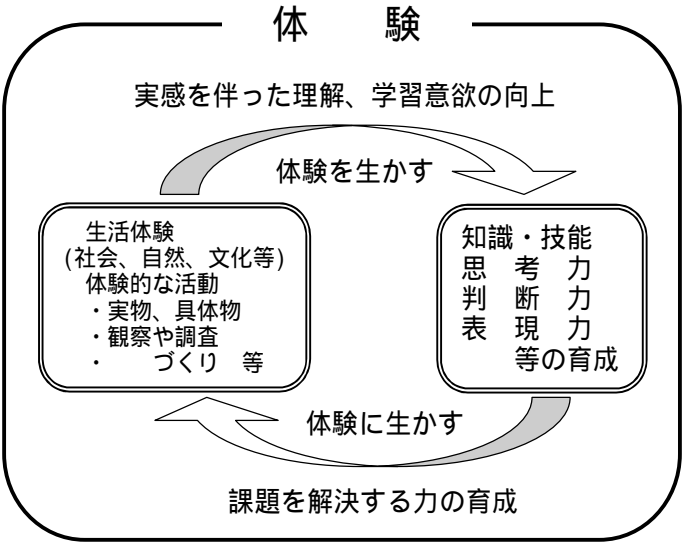 体　験
実感を伴った理解、学習意欲の向上
体験を生かす
生活体験
(社会、自然、文化等)
体験的な活動
・実物、具体物
・観察や調査
・　　づくり　等
知識・技能
思　考　力
判　断　力
表　現　力
等の育成
体験に生かす
課題を解決する力の育成